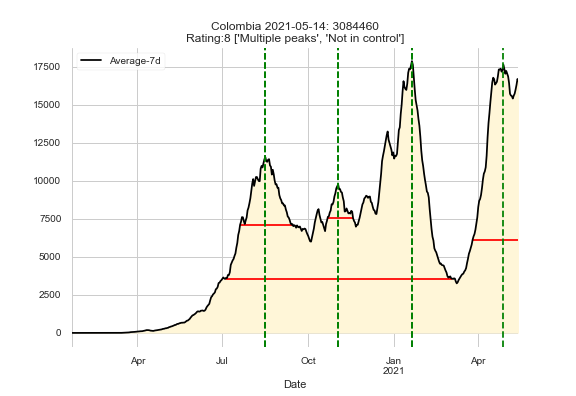 Colombia 2021-05-14: 3084460
Rating:8 ['Multiple peaks', 'Not in control']
Average-7d
17500
15000
12500
10000
7500
5000
2500
0
Apr
Jul
Oct
Jan
2021
Apr
Date